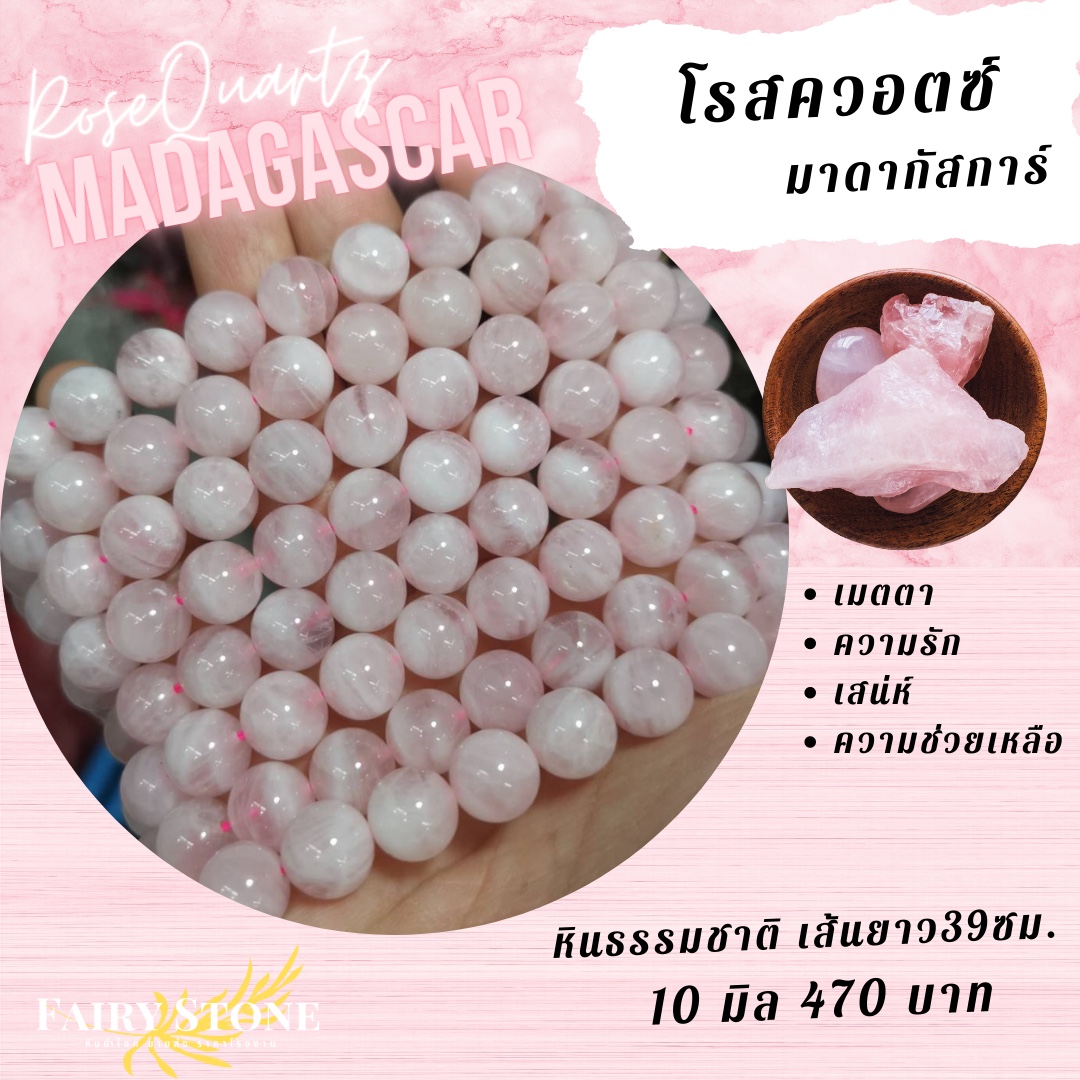 RoseQuartz
MADAGASCAR
โรสควอตซ์
มาดากัสการ์
• เมตตา
• ความรัก
• เสน่ห์
• ความช่วยเหลือ
หินธรรมชาติ เส้นยาว39ซม.
10 มิล 470 บาท
FAIRY STONE